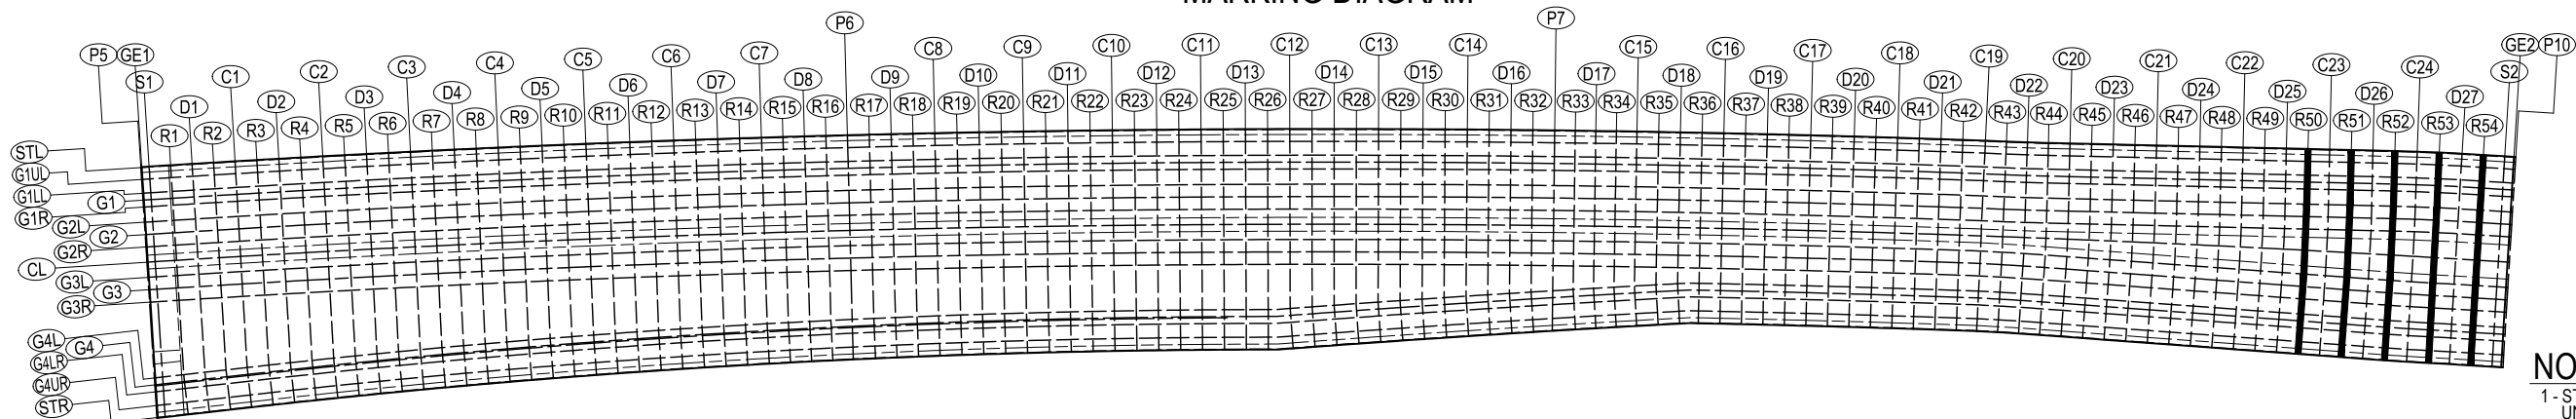 MARKING DIAGRAM
P5 GE1 S1 P6 P7 GE2 P10 S2
C1 C2 C3 C4 C5 C6 C7 C8 C9 C10 C11 C12 C13 C14 C15 C16 C17 C18 C19 C20 C21 C22 C23 C24
D1 D2 D3 D4 D5 D6 D7 D8 D9 D10 D11 D12 D13 D14 D15 D16 D17 D18 D19 D20 D21 D22 D23 D24 D25 D26 D27
R1 R2 R3 R4 R5 R6 R7 R8 R9 R10 R11 R12 R13 R14 R15 R16 R17 R18 R19 R20 R21 R22 R23 R24 R25 R26 R27 R28 R29 R30 R31 R32 R33 R34 R35 R36 R37 R38 R39 R40 R41 R42 R43 R44 R45 R46 R47 R48 R49 R50 R51 R52 R53 R54
STL
G1UL
G1LL
G1
G1R
G2L
G2
G2R
CL
G3L
G3
G3R
G4L
G4
G4LR
G4UR
STR
NO
1 - S